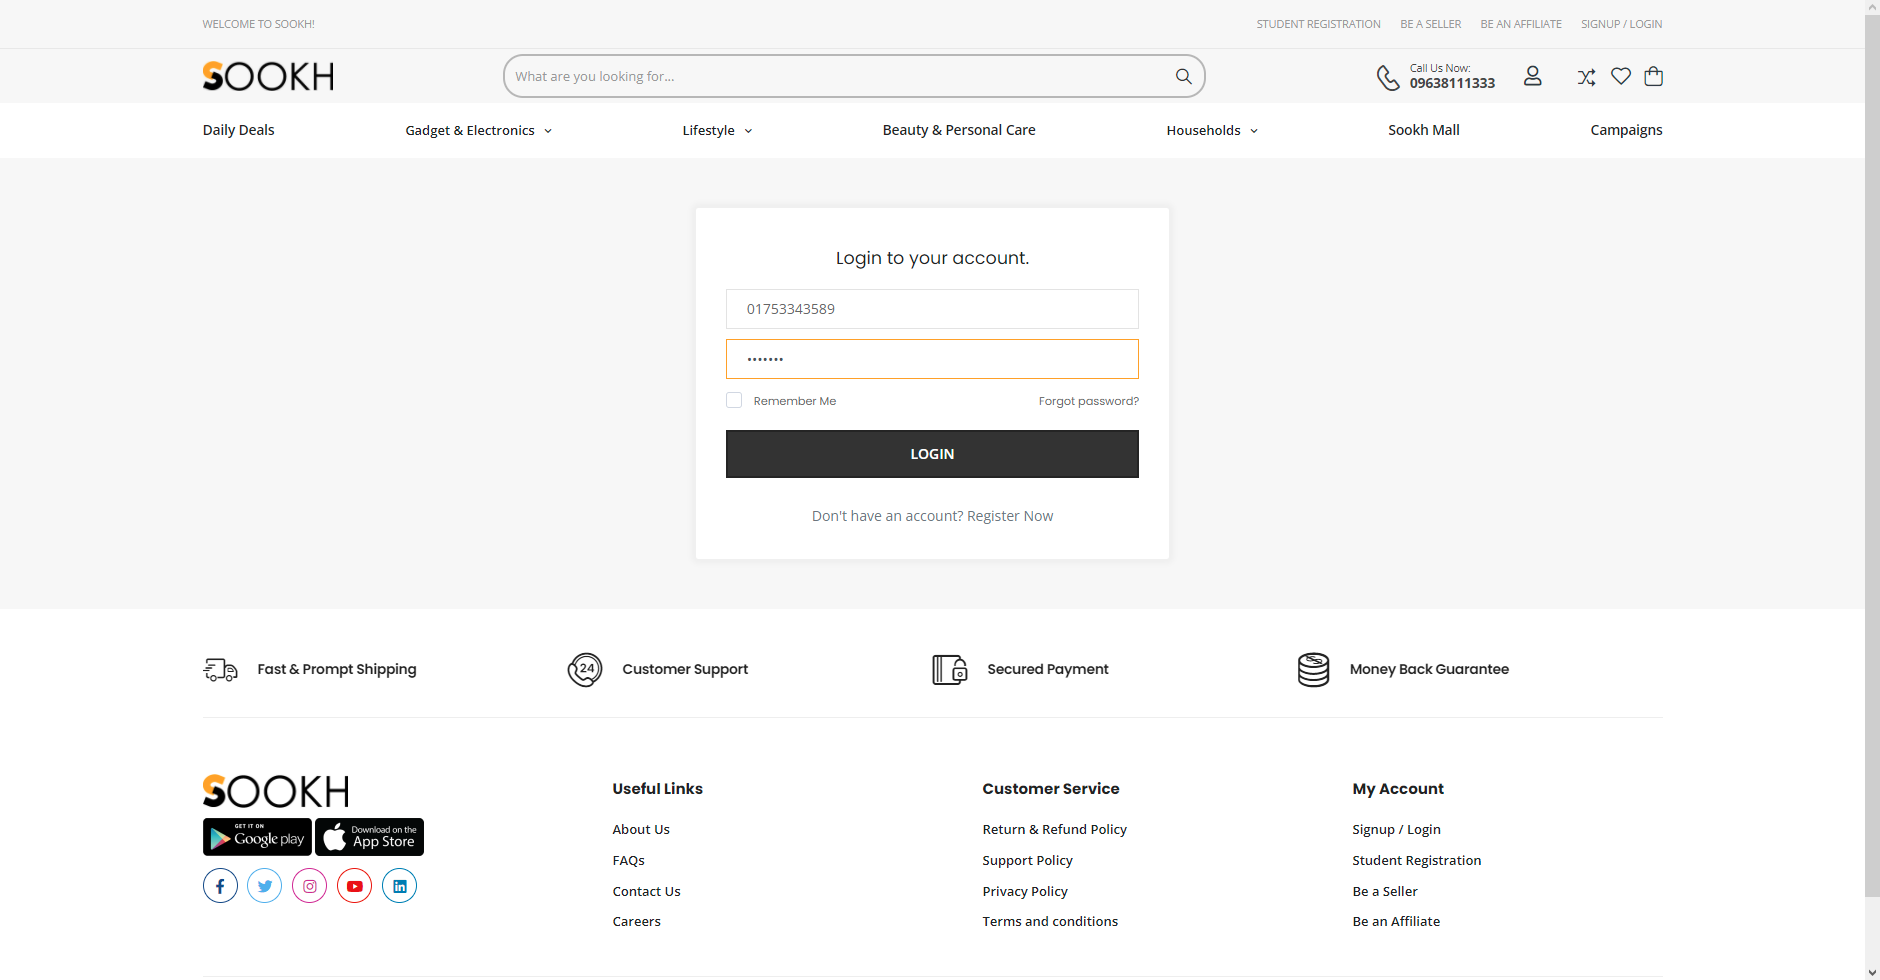 WELCOME TO SOOKH!
STUDENT REGISTRATION BE A SELLER BE AN AFFILIATE SIGNUP / LOGIN
SOOKH
What are you looking for...
Call Us Now:
09638111333
Daily Deals Gadget & Electronics Lifestyle Beauty & Personal Care Households Sookh Mall Campaigns
Login to your account.
01753343589
•••••••
Remember Me Forgot password?
LOGIN
Don't have an account? Register Now
Fast & Prompt Shipping 24 Customer Support Secured Payment Money Back Guarantee
SOOKH
GET IT ON
Google play
Download on the
App Store
Useful Links
About Us
FAQs
Contact Us
Careers
Customer Service
Return & Refund Policy
Support Policy
Privacy Policy
Terms and conditions
My Account
Signup / Login
Student Registration
Be a Seller
Be an Affiliate